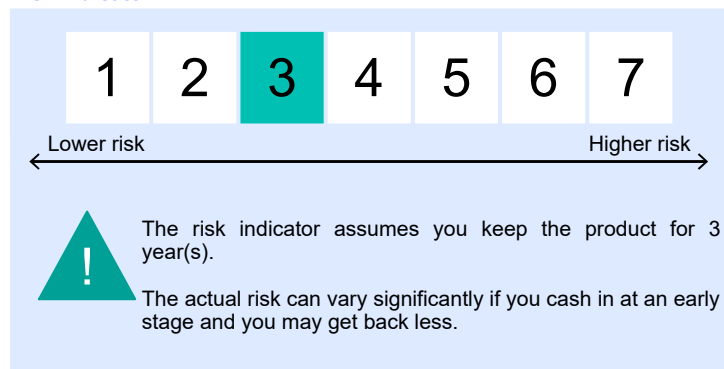 1 2 3 4 5 6 7
Lower risk Higher risk
!
The risk indicator assumes you keep the product for 3
year(s).
The actual risk can vary significantly if you cash in at an early
stage and you may get back less.